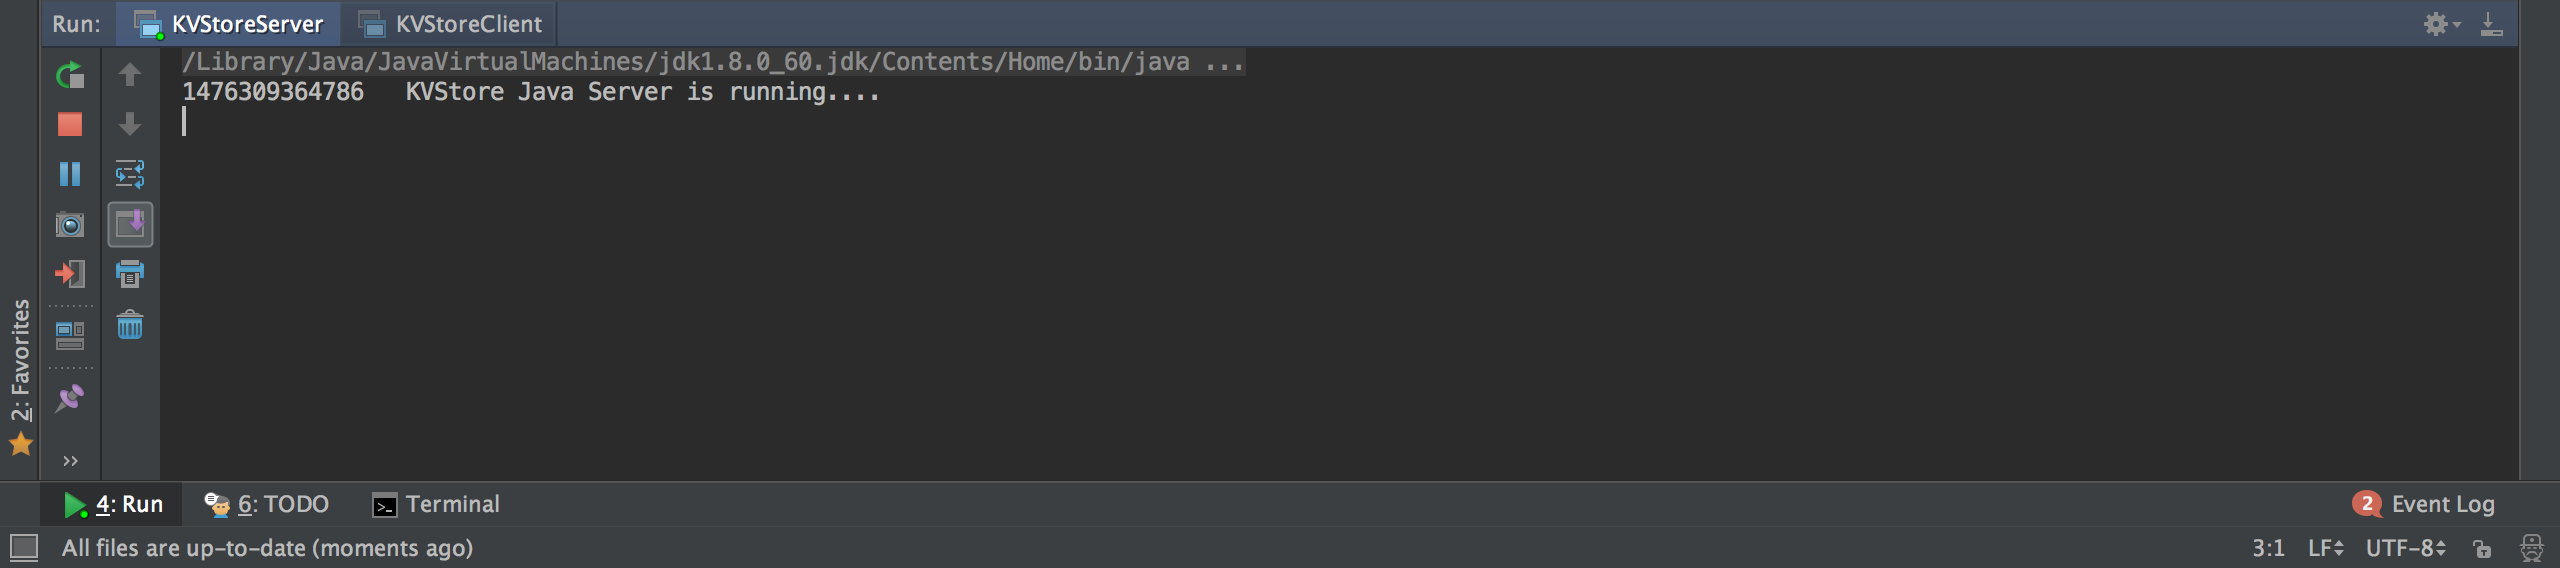 Run: KVStoreServer KVStoreClient
/Library/Java/JavaVirtualMachines/jdk1.8.0_60.jdk/Contents/Home/bin/java ...
1476309364786   KVStore Java Server is running....
2: Favorites
4: Run 6: TODO Terminal 2 Event Log
All files are up-to-date (moments ago) 3:1 LF UTF-8